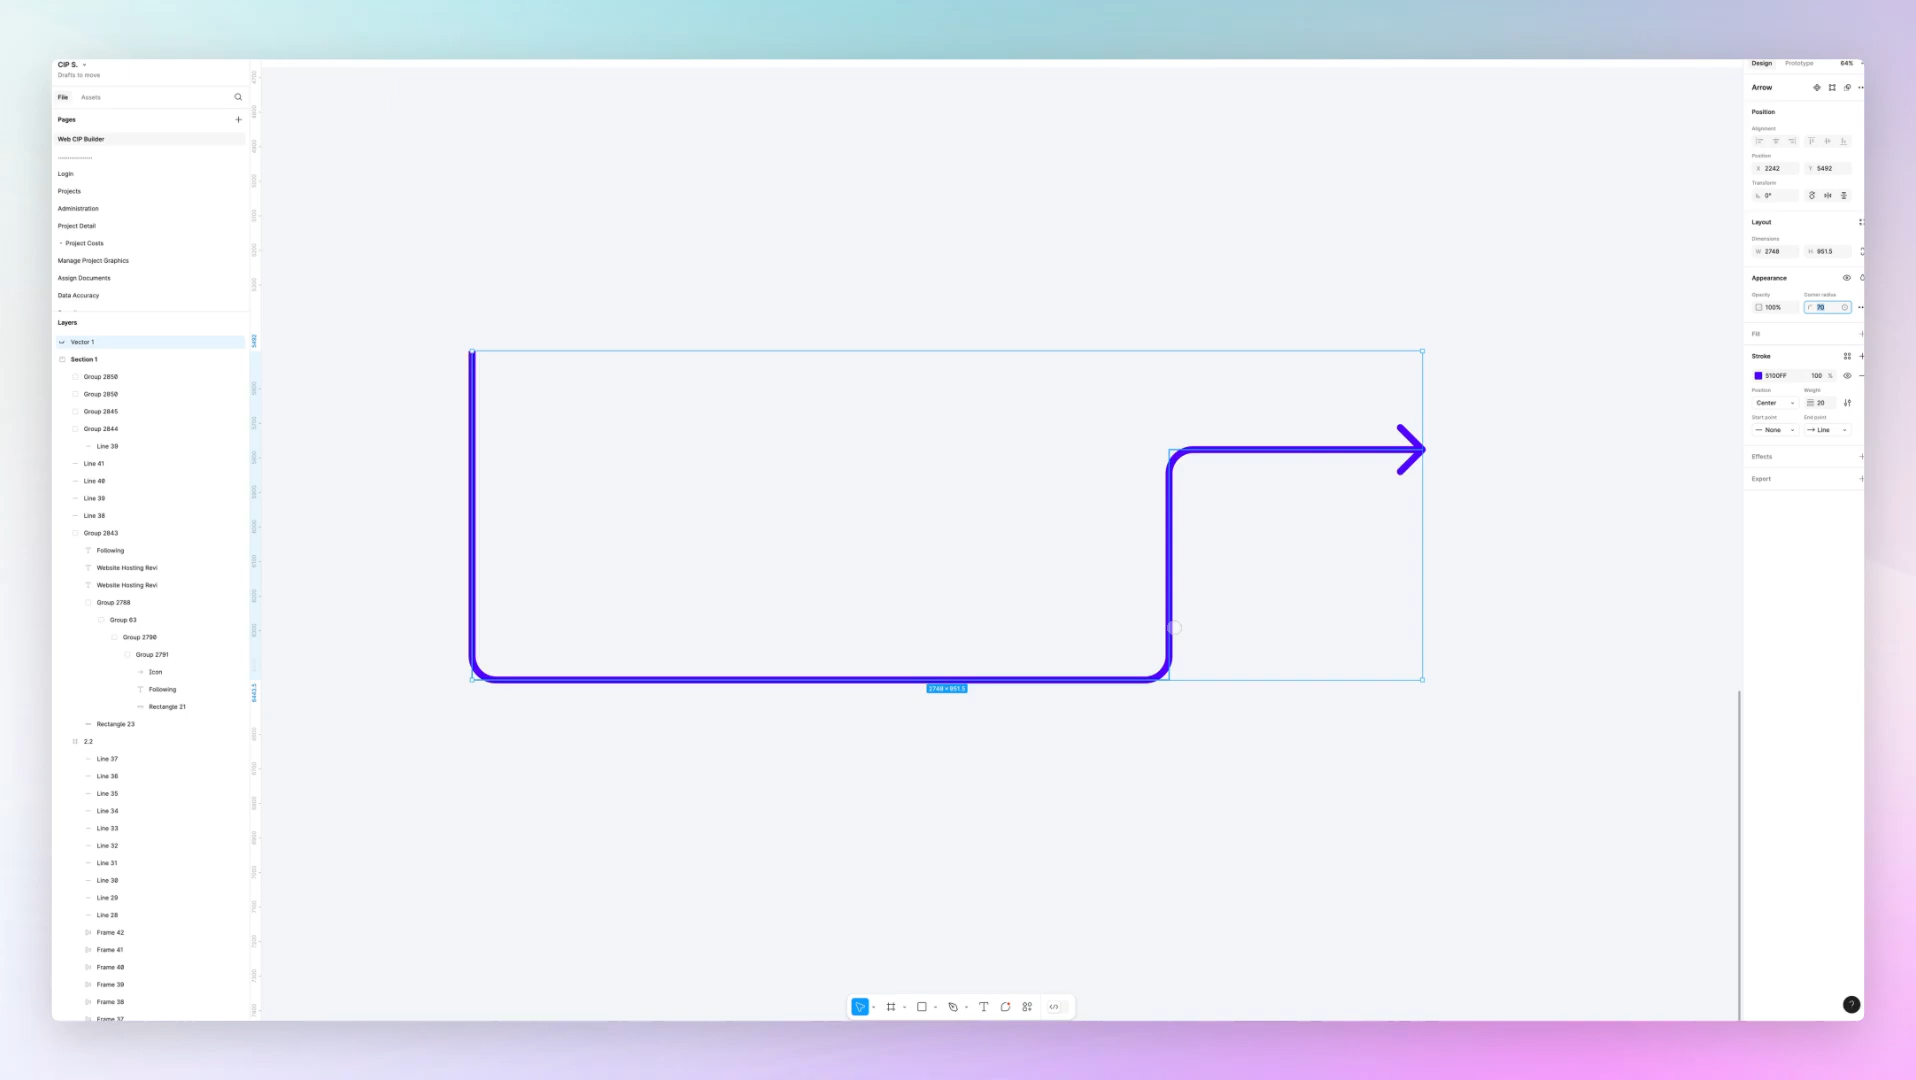 CIP S.
Drafts to move
File Assets
Pages
Web CIP Builder
Login
Projects
Administration
Project Detail
Project Costs
Manage Project Graphics
Assign Documents
Data Accuracy
Layers
Vector 1
Section 1
Group 2850
Group 2850
Group 2845
Group 2844
Line 39
Line 41
Line 40
Line 39
Line 38
Group 2843
Following
Website Hosting Revi
Website Hosting Revi
Group 2788
Group 63
Group 2790
Group 2791
Icon
Following
Rectangle 21
Rectangle 23
2.2
Line 37
Line 36
Line 35
Line 34
Line 33
Line 32
Line 31
Line 30
Line 29
Line 28
Frame 42
Frame 41
Frame 40
Frame 39
Frame 38
Frame 37
5492
6443.5
2748 × 951.5
Design Prototype 64%
Arrow
Position
Alignment
Position
X 2242 Y 5492
Transform
0°
Layout
Dimensions
W 2748 H 951.5
Appearance
Opacity Corner radius
100% 70
Fill
Stroke
5100FF 100 %
Position Weight
Center 20
Start point End point
None Line
Effects
Export
?